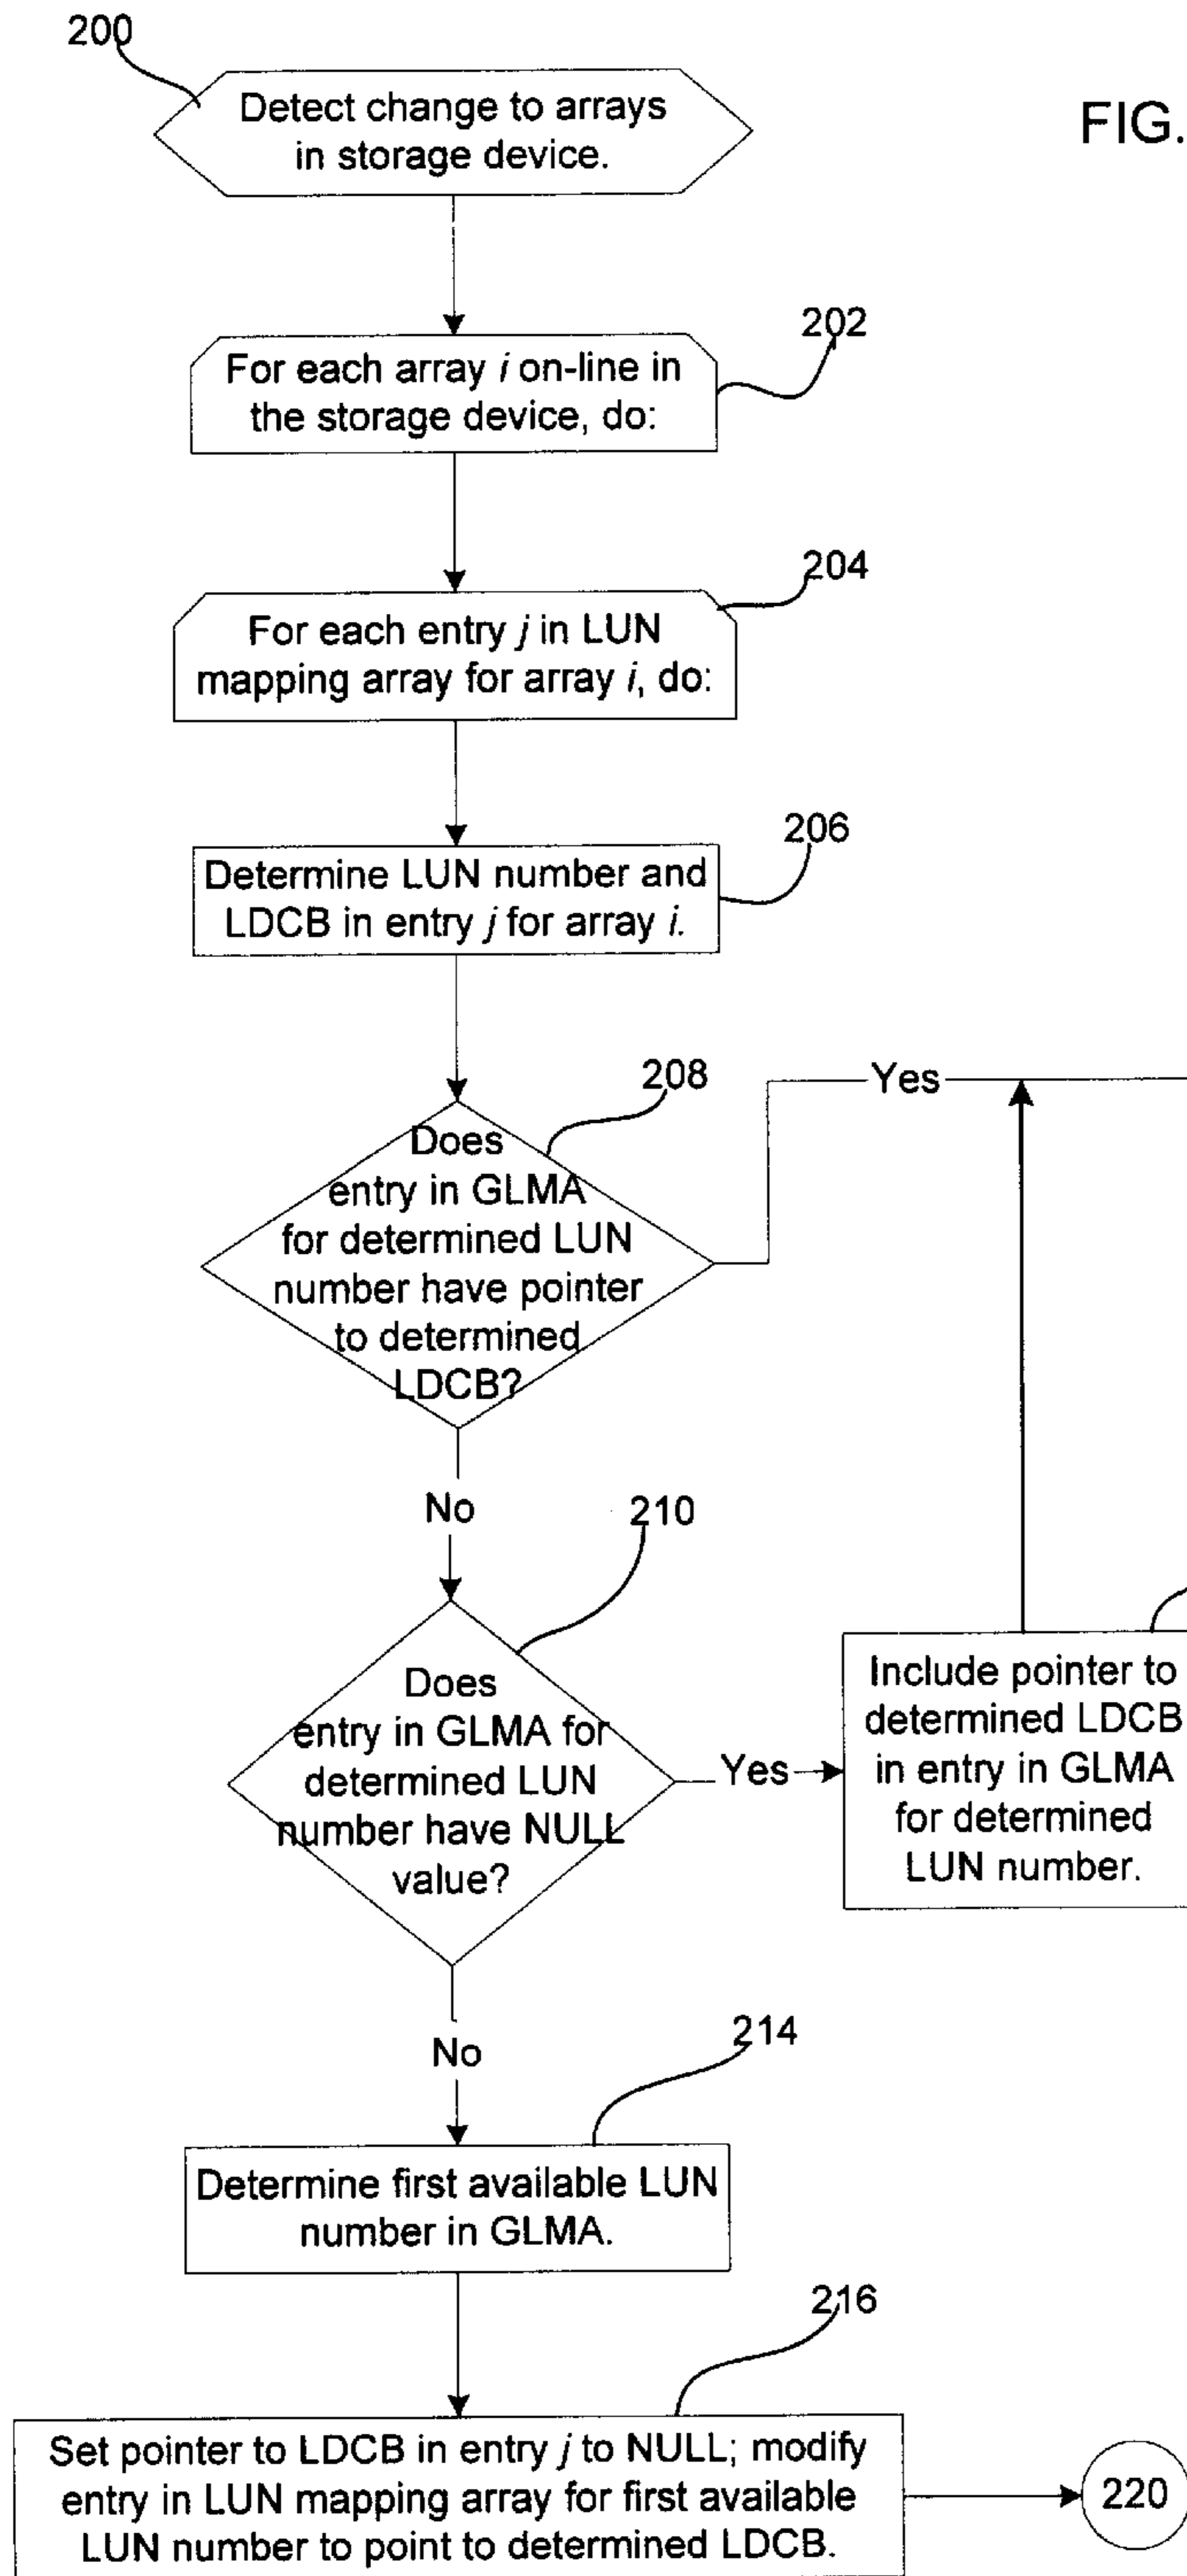 200
Detect change to arrays
in storage device.
FIG.
202
For each array i on-line in
the storage device, do:
204
For each entry j in LUN
mapping array for array i, do:
206
Determine LUN number and
LDCB in entry j for array i.
208
Yes
Does
entry in GLMA
for determined LUN
number have pointer
to determined
LDCB?
No
210
Does
entry in GLMA for
determined LUN
number have NULL
value?
Yes
Include pointer to
determined LDCB
in entry in GLMA
for determined
LUN number.
No
214
Determine first available LUN
number in GLMA.
216
Set pointer to LDCB in entry j to NULL; modify
entry in LUN mapping array for first available
LUN number to point to determined LDCB.
220